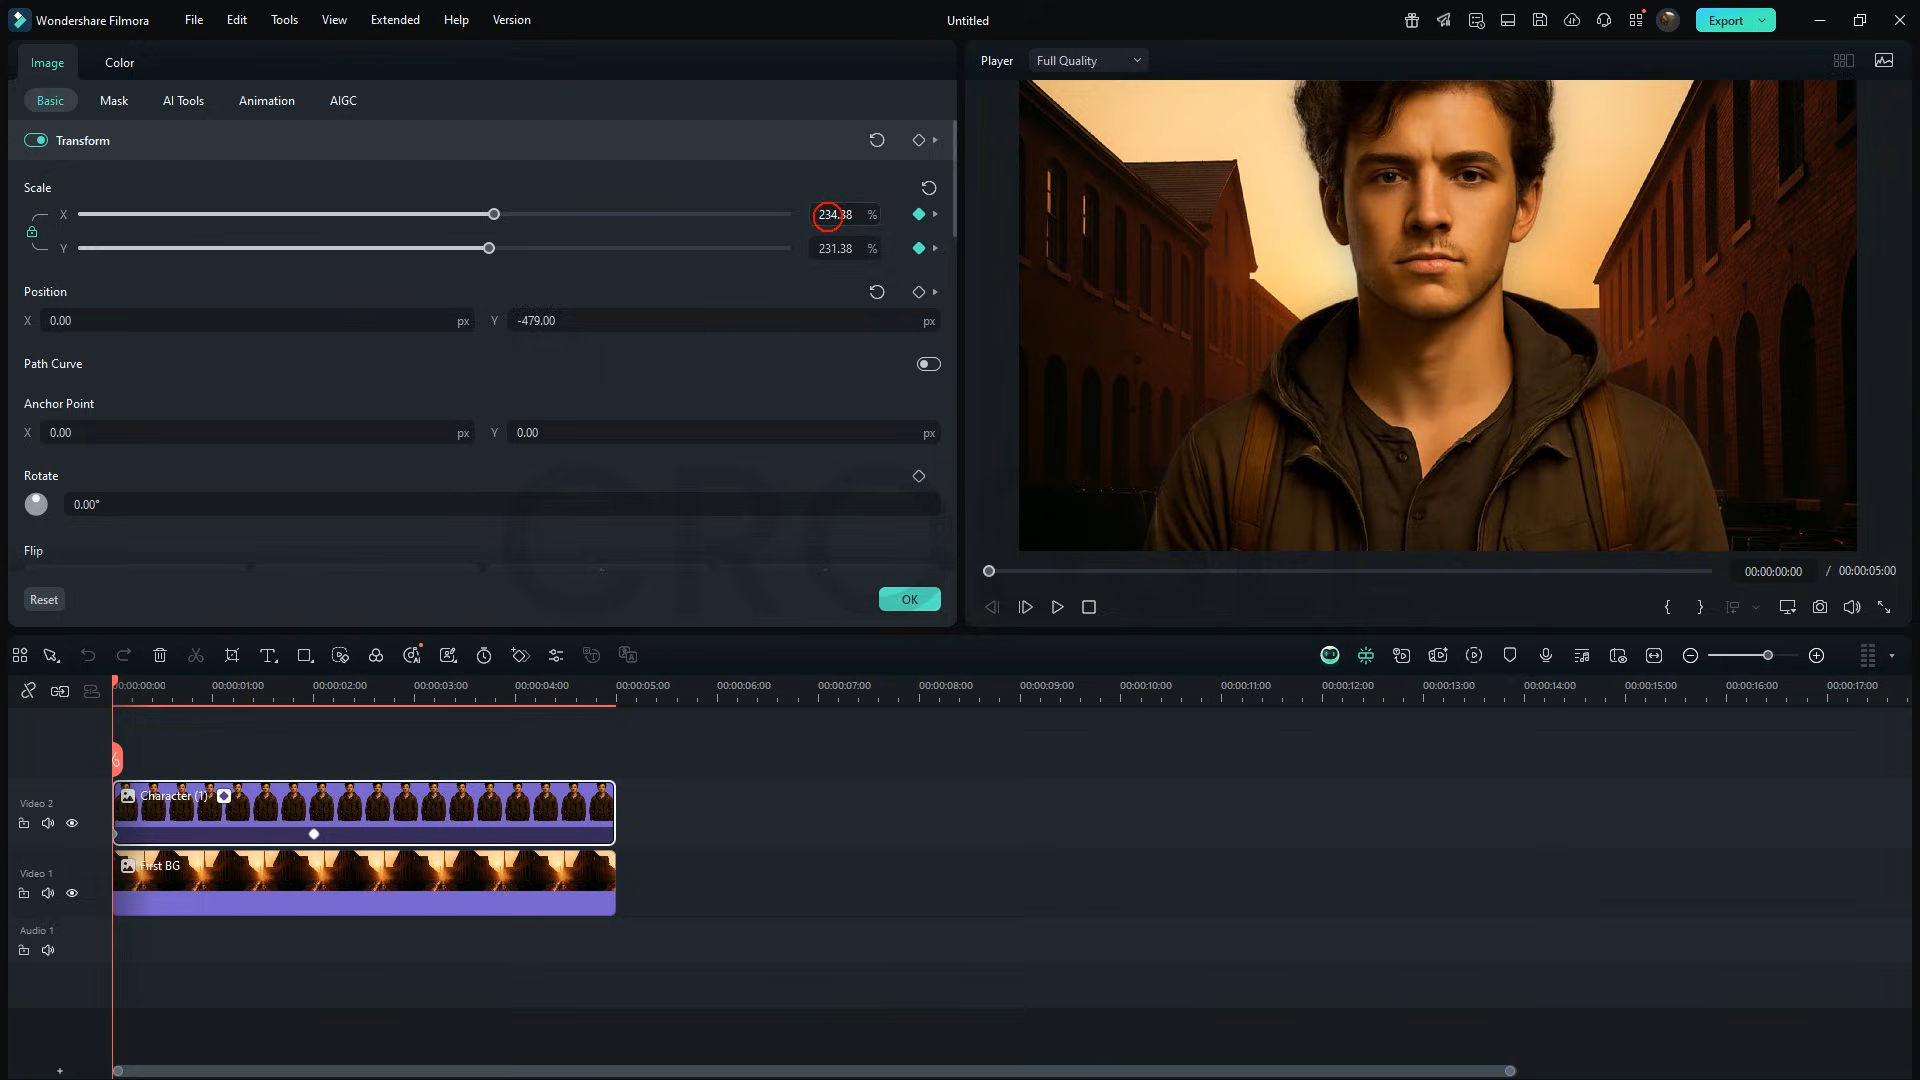 Wondershare Filmora File Edit Tools View Extended Help Version Untitled Export
Image Color
Player Full Quality
Basic Mask AI Tools Animation AIGC
Transform
Scale
X 234.38 %
Y 231.38 %
Position
X 0.00 px Y -479.00 px
Path Curve
Anchor Point
X 0.00 px Y 0.00 px
Rotate
0.00°
Flip
Reset OK
00:00:00:00 / 00:00:05:00
00:00:00:00 00:00:01:00 00:00:02:00 00:00:03:00 00:00:04:00 00:00:05:00 00:00:06:00 00:00:07:00 00:00:08:00 00:00:09:00 00:00:10:00 00:00:11:00 00:00:12:00 00:00:13:00 00:00:14:00 00:00:15:00 00:00:16:00 00:00:17:00
Video 2
Character (1)
Video 1
First BG
Audio 1